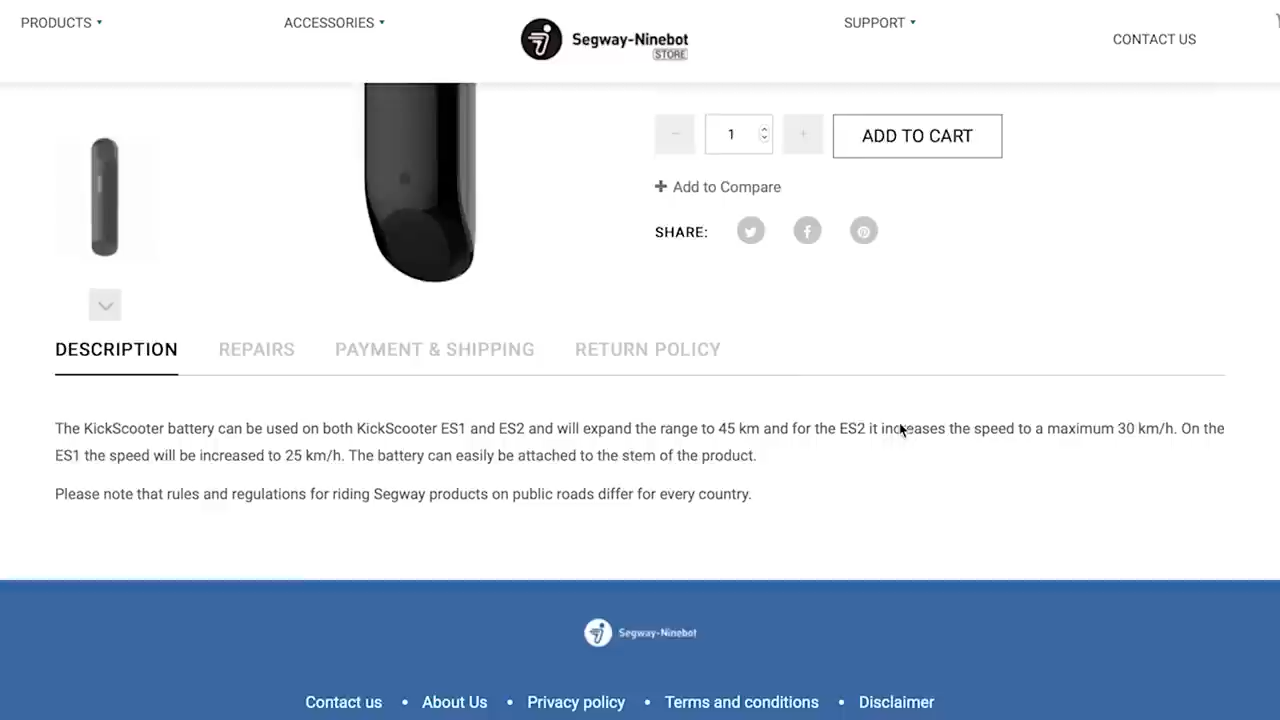 PRODUCTS
ACCESSORIES
Segway-Ninebot
STORE
SUPPORT
CONTACT US
1
ADD TO CART
Add to Compare
SHARE:
DESCRIPTION REPAIRS PAYMENT & SHIPPING RETURN POLICY
The KickScooter battery can be used on both KickScooter ES1 and ES2 and will expand the range to 45 km and for the ES2 it increases the speed to a maximum 30 km/h. On the
ES1 the speed will be increased to 25 km/h. The battery can easily be attached to the stem of the product.
Please note that rules and regulations for riding Segway products on public roads differ for every country.
Segway-Ninebot
Contact us • About Us • Privacy policy • Terms and conditions • Disclaimer